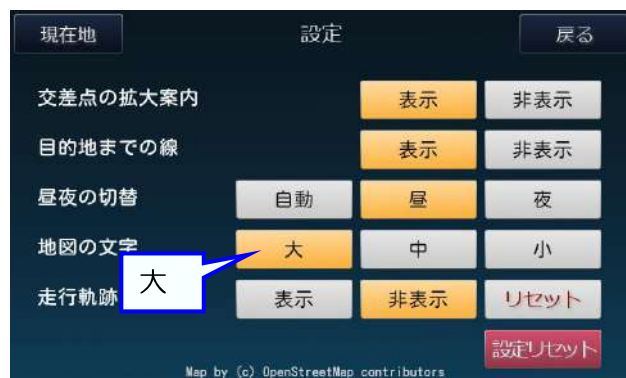 現在地 設定 戻る
交差点の拡大案内 表示 非表示
目的地までの線 表示 非表示
昼夜の切替 自動 昼 夜
地図の文字 大 中 小
大
走行軌跡 表示 非表示 リセット
設定リセット
Map by (c) OpenStreetMap contributors